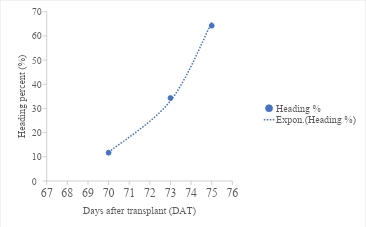 70
60
50
40
30
20
10
0
Heading percent (%)
67 68 69 70 71 72 73 74 75 76
Days after transplant (DAT)
Heading %
Expon.(Heading %)